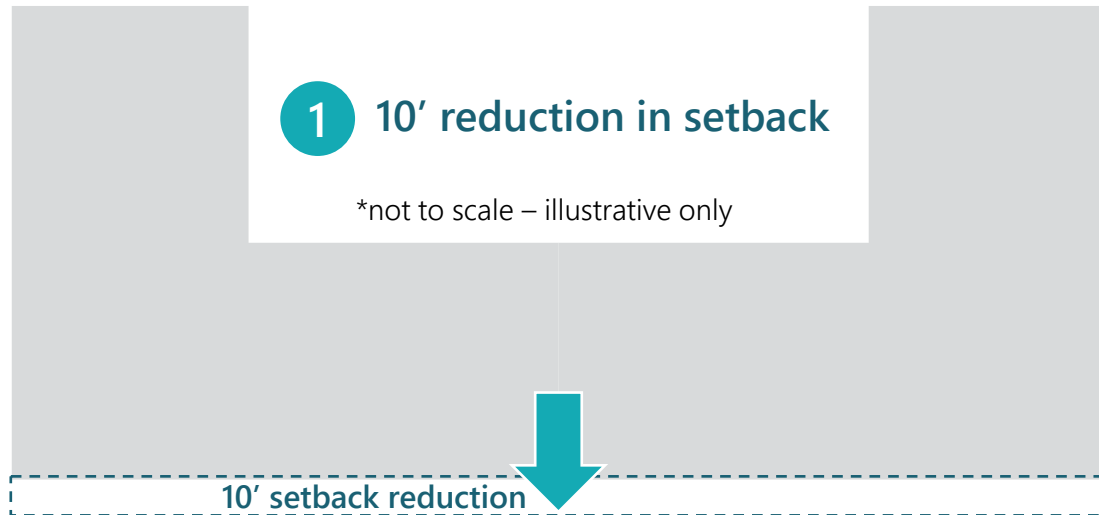 1 10’ reduction in setback
*not to scale – illustrative only
10’ setback reduction